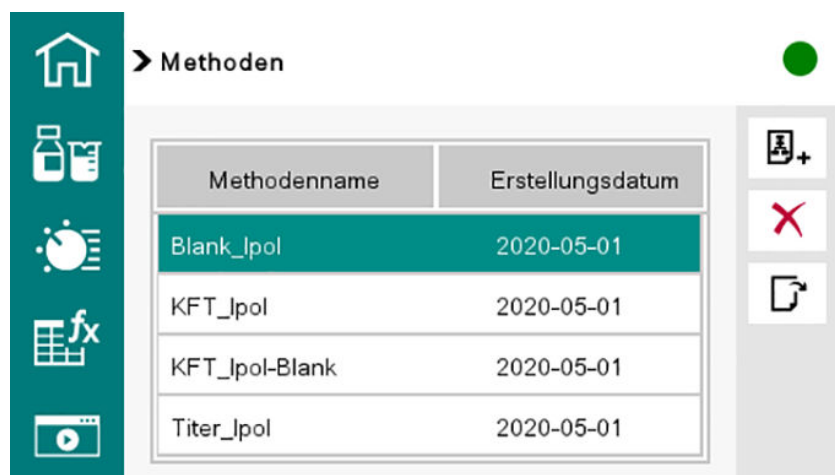 Methoden
Methodenname Erstellungsdatum
Blank_Ipol 2020-05-01
KFT_Ipol 2020-05-01
KFT_Ipol-Blank 2020-05-01
Titer_Ipol 2020-05-01
fx